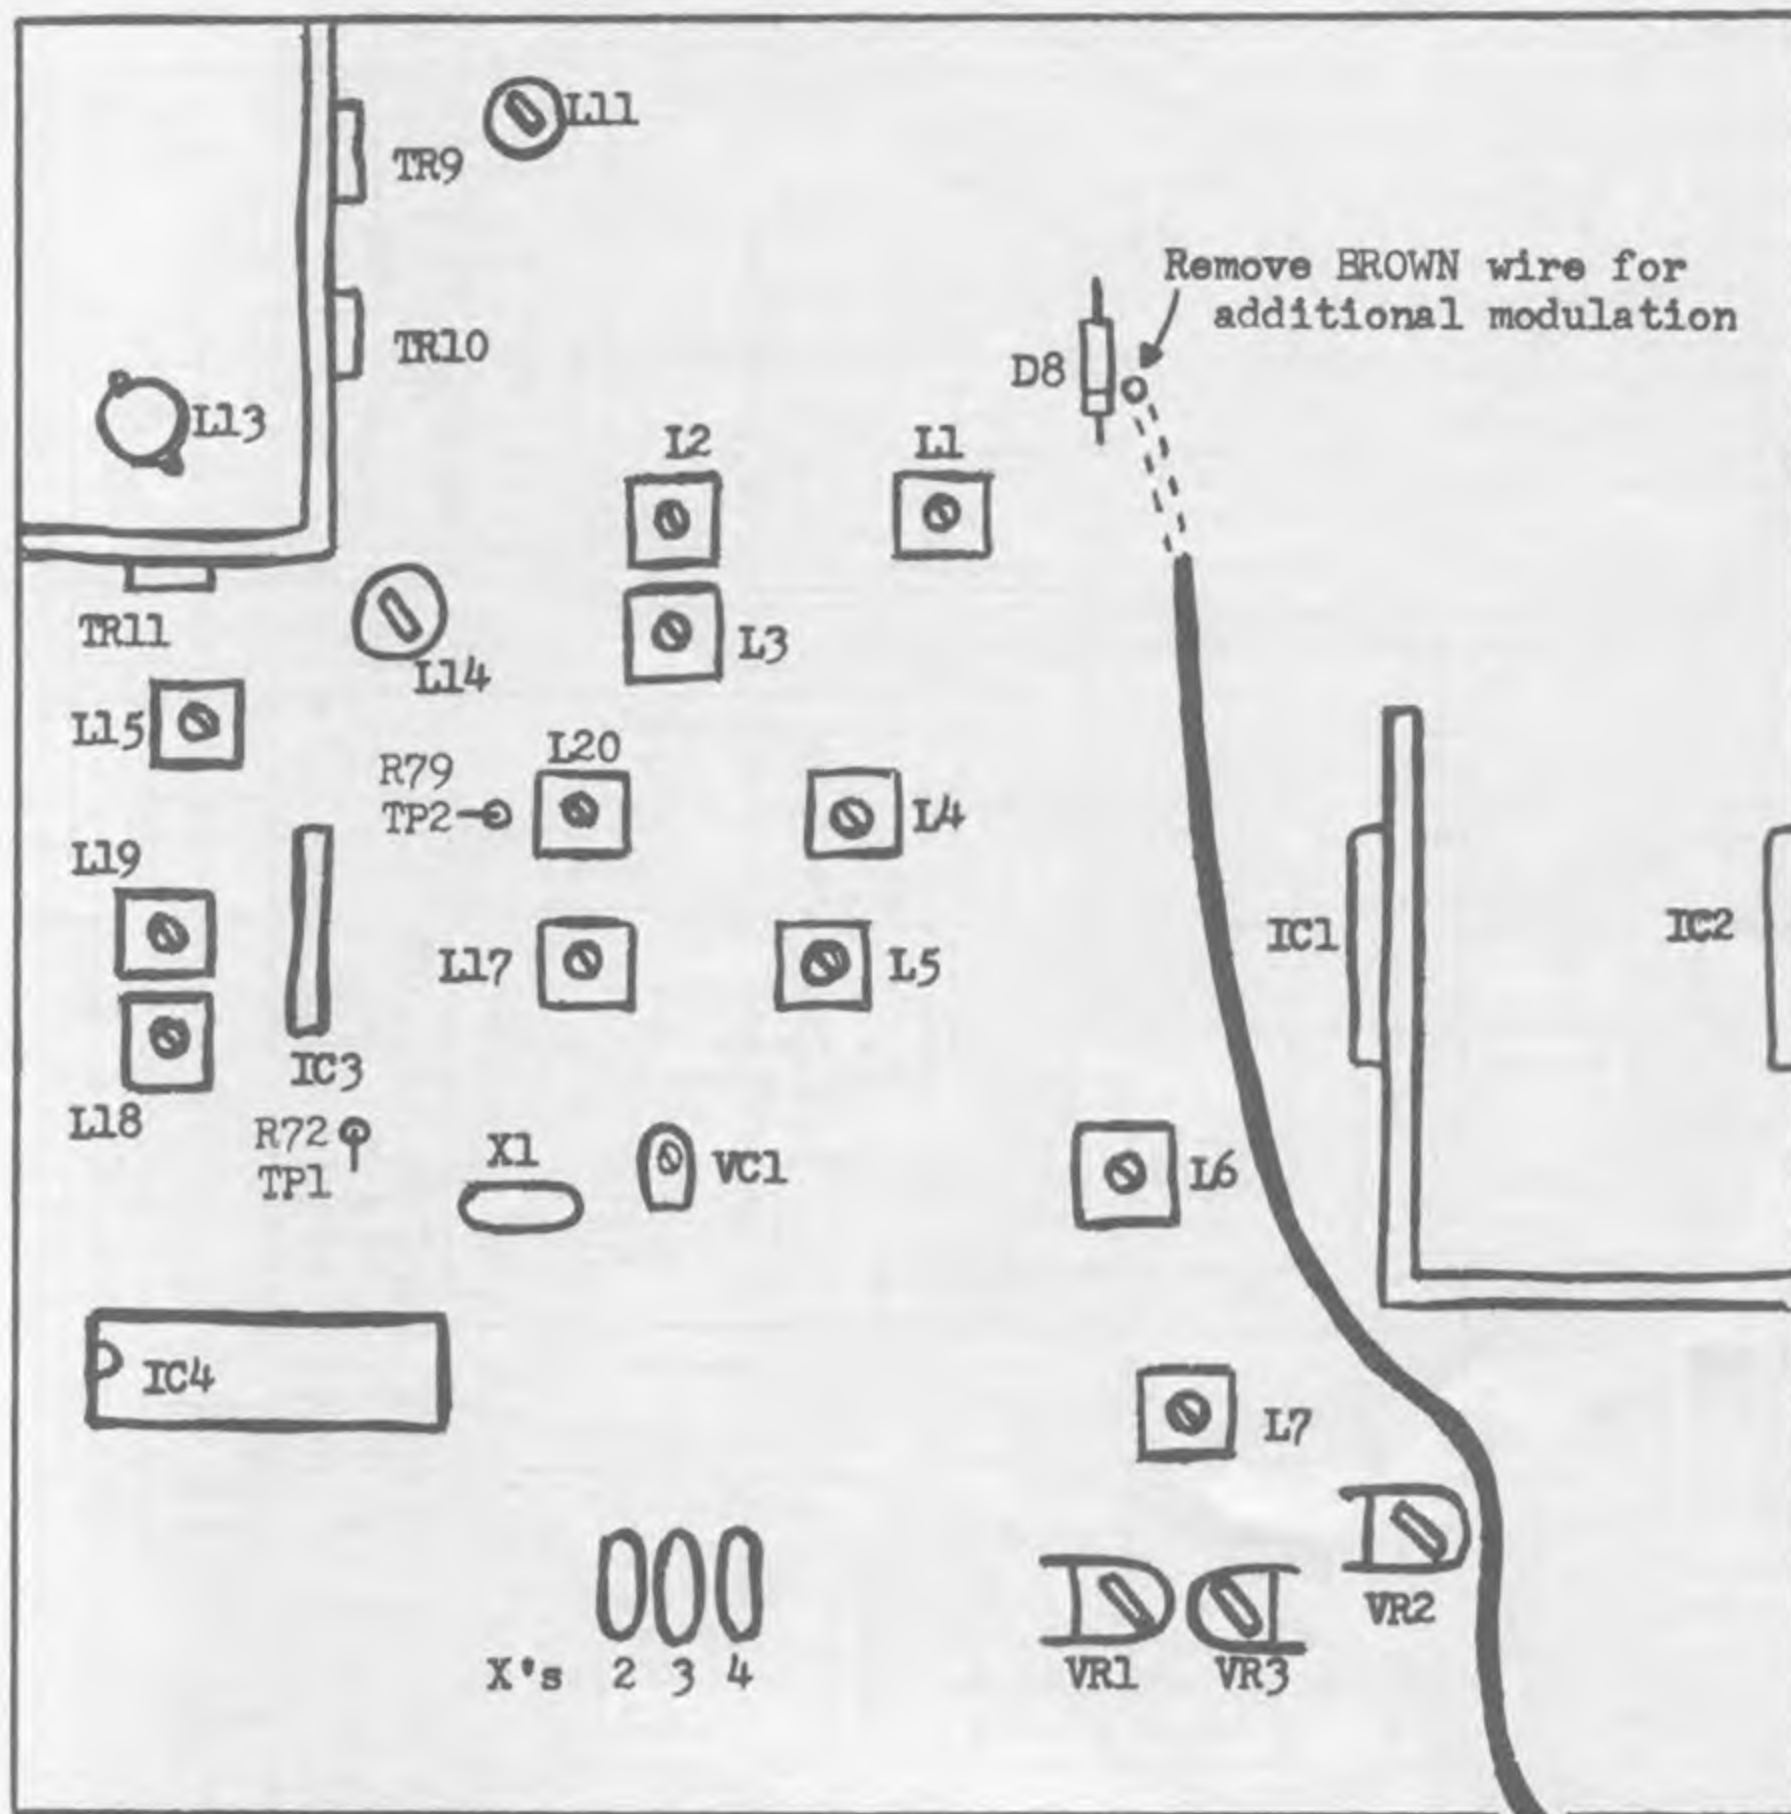 L11
TR9
Remove BROWN wire for
additional modulation
TR10
D8
L13
L2
L1
TR11
L3
L14
L15
L20
R79
TP2
L4
L19
IC1
IC2
L17
L5
IC3
L18
R72
TP1
X1
VC1
L6
IC4
L7
VR2
X's 2 3 4
VR1
VR3